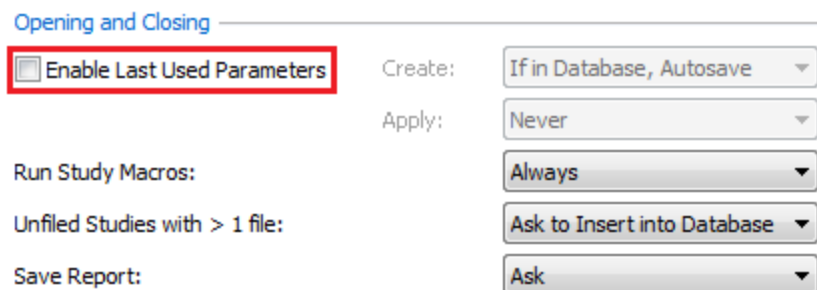 Opening and Closing
Enable Last Used Parameters Create: If in Database, Autosave
Apply: Never
Run Study Macros: Always
Unfiled Studies with > 1 file: Ask to Insert into Database
Save Report: Ask